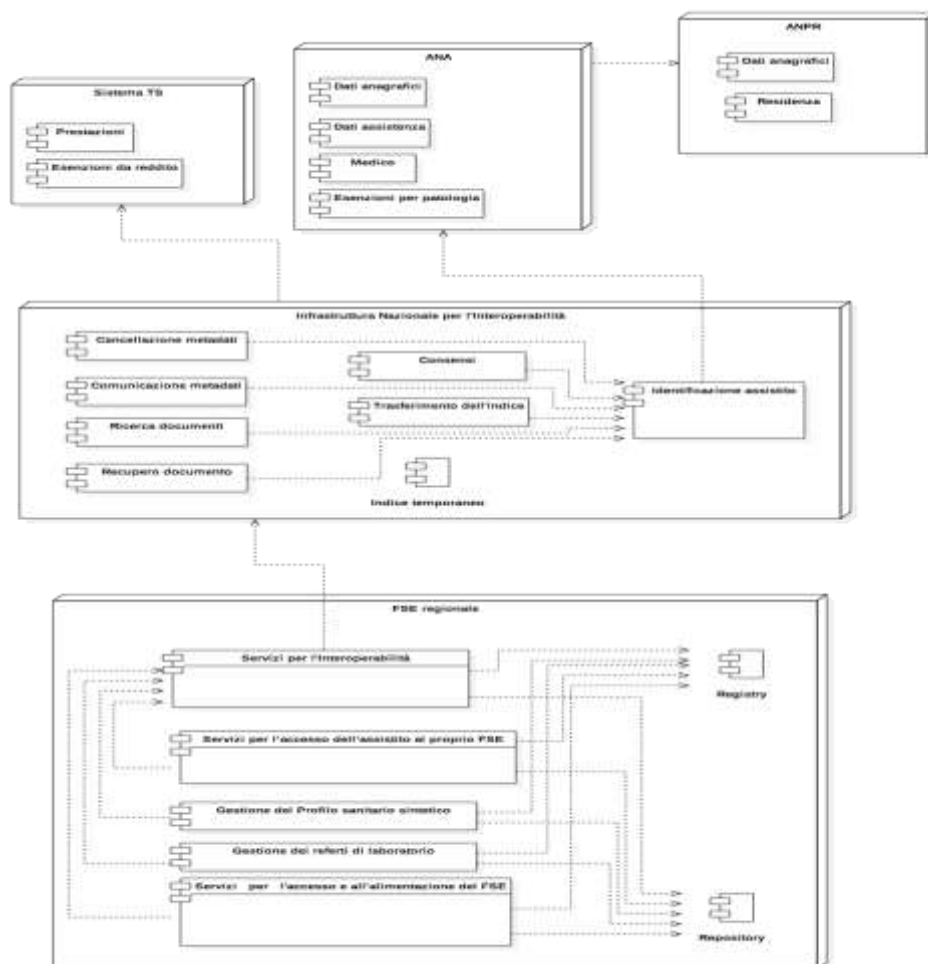 ANPR
Dati anagrafici
Residenza
ANA
Dati anagrafici
Dati assistenza
Medico
Esenzioni per patologia
Sistema TS
Prestazioni
Esenzioni da reddito
Infrastruttura Nazionale per l'Interoperabilità
Cancellazione metadati
Consensi
Comunicazione metadati
Identificazione assistito
Trasferimento dell'indice
Ricerca documenti
Recupero documento
Indice temporaneo
FSE regionale
Servizi per l'Interoperabilità
Registry
Servizi per l'accesso dell'assistito al proprio FSE
Gestione del Profilo sanitario sintetico
Gestione dei referti di laboratorio
Servizi per l'accesso e all'alimentazione del FSE
Repository